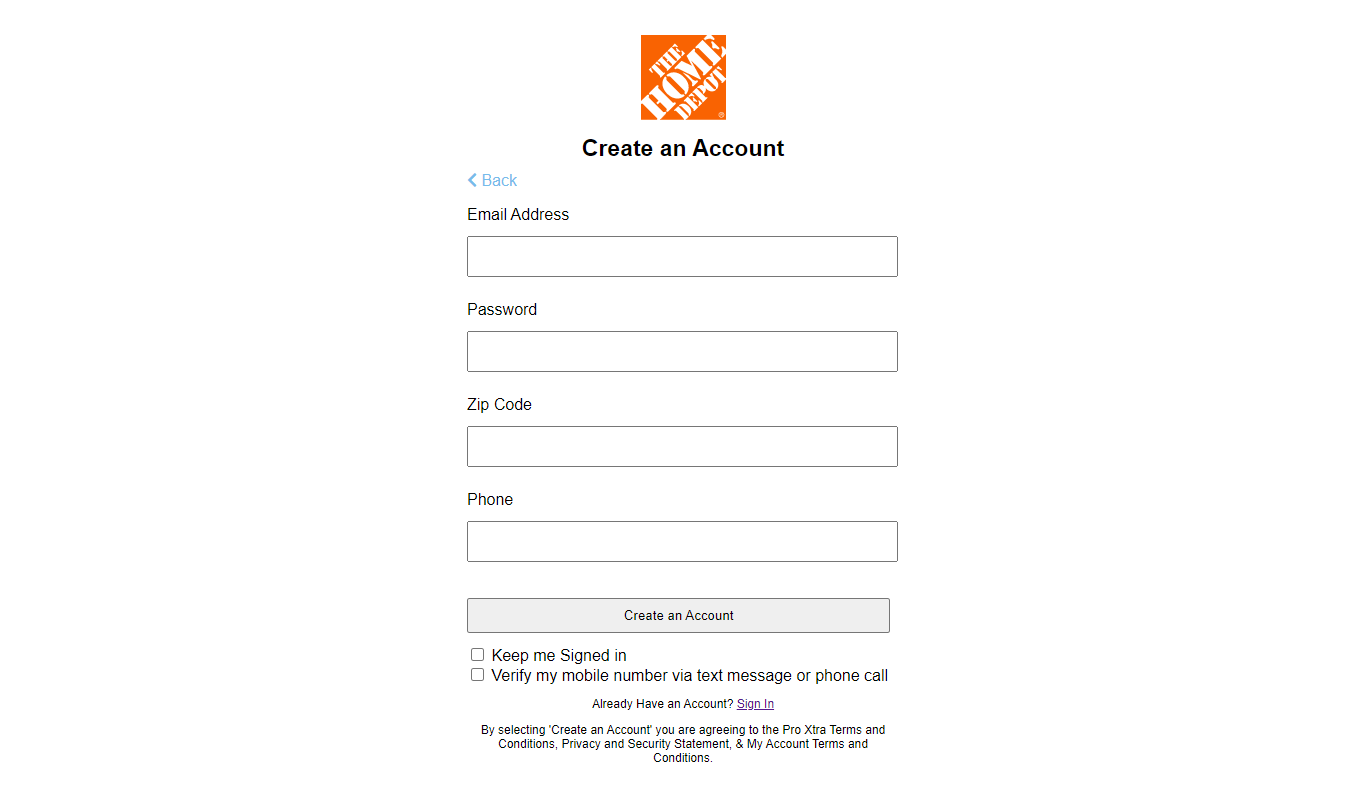 THE
HOME
DEPOT
®
Create an Account
Back
Email Address
Password
Zip Code
Phone
Create an Account
Keep me Signed in
Verify my mobile number via text message or phone call
Already Have an Account? Sign In
By selecting 'Create an Account' you are agreeing to the Pro Xtra Terms and
Conditions, Privacy and Security Statement, & My Account Terms and
Conditions.